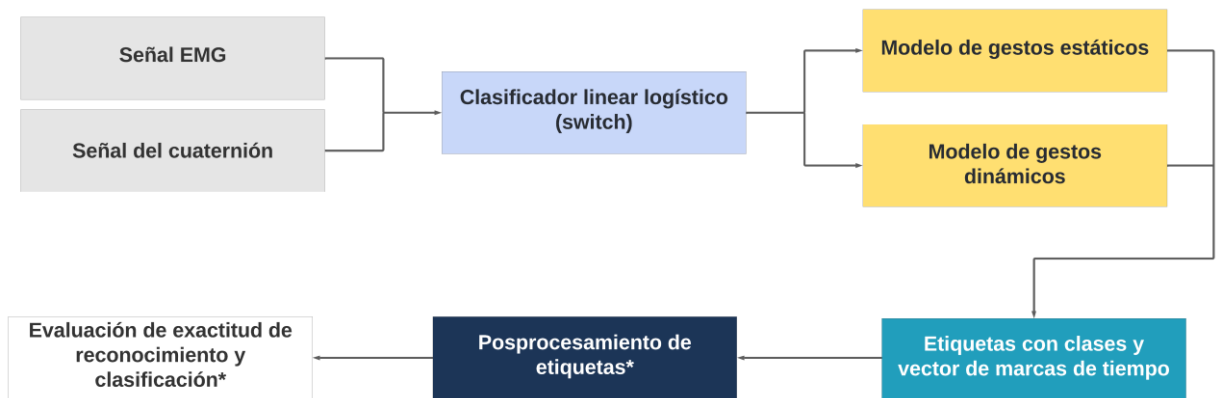 Señal EMG
Señal del cuaternión
Clasificador linear logístico
(switch)
Modelo de gestos estáticos
Modelo de gestos
dinámicos
Etiquetas con clases y
vector de marcas de tiempo
Posprocesamiento de
etiquetas*
Evaluación de exactitud de
reconocimiento y
clasificación*